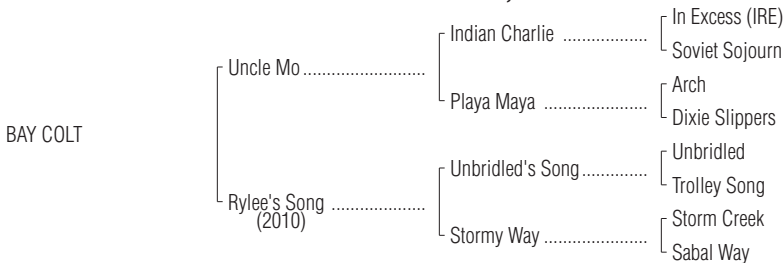 In Excess (IRE)
Indian Charlie ...................
Soviet Sojourn
Uncle Mo ...........................
Arch
Playa Maya .......................
Dixie Slippers
BAY COLT
Unbridled
Unbridled's Song ..............
Trolley Song
Rylee's Song .....................
(2010)
Storm Creek
Stormy Way .......................
Sabal Way